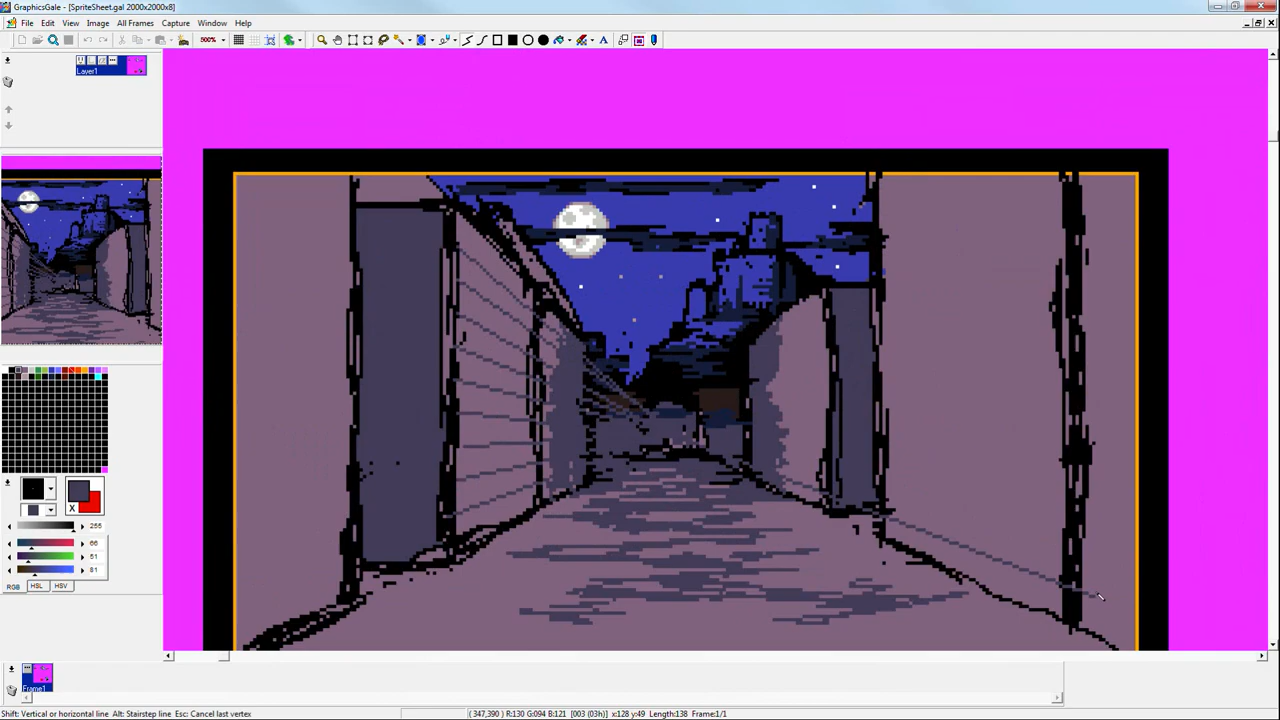 GraphicsGale - [SpriteSheet.gal 2000x2000x8]
File Edit View Image All Frames Capture Window Help
500%
A
Layer1
X
255
66
51
81
RGB HSL HSV
Frame1
Shift: Vertical or horizontal line Alt: Stairstep line Esc: Cancel last vertex
( 347,390 ) R:130 G:094 B:121 [003 (03h)] x:128 y:49 Length:138 Frame:1/1